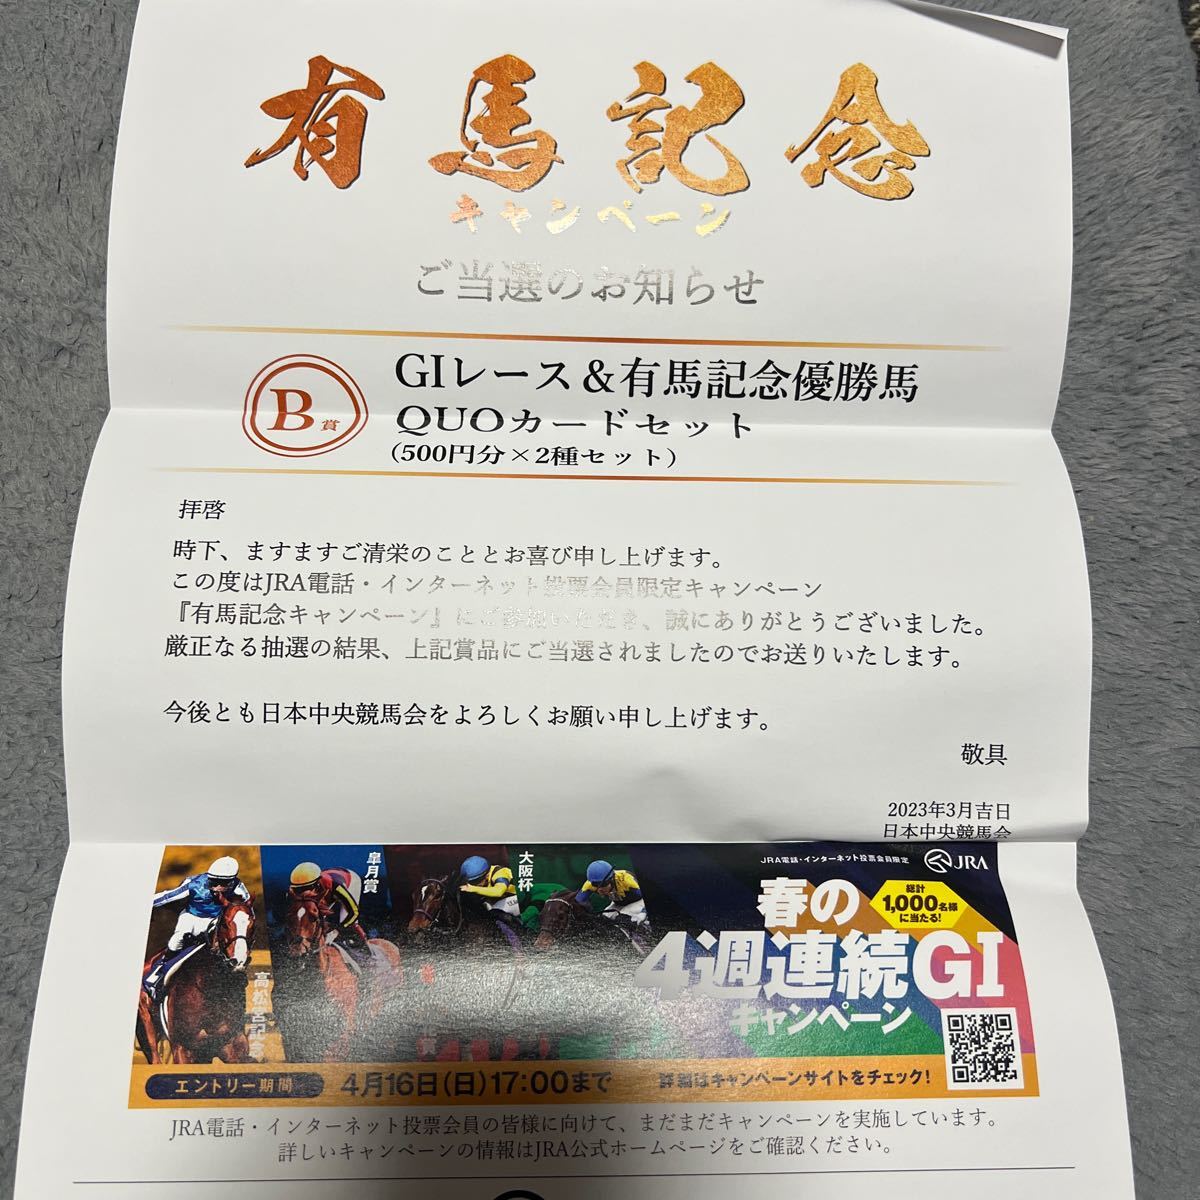 有馬記念
キャンペーン
ご当選のお知らせ
B賞
GIレース＆有馬記念優勝馬
QUOカードセット
(500円分×2種セット)
拝啓
時下、ますますご清栄のこととお喜び申し上げます。
この度はJRA電話・インターネット投票会員限定キャンペーン
『有馬記念キャンペーン』にご参加いただき、誠にありがとうございました。
厳正なる抽選の結果、上記賞品にご当選されましたのでお送りいたします。
今後とも日本中央競馬会をよろしくお願い申し上げます。
敬具
2023年3月吉日
日本中央競馬会
高松宮記念
皐月賞
大阪杯
JRA電話・インターネット投票会員限定
JRA
春の
4週連続GI
キャンペーン
総計
1,000名様
に当たる!
エントリー期間
4月16日(日)17:00まで
詳細はキャンペーンサイトをチェック!
JRA電話・インターネット投票会員の皆様に向けて、まだまだキャンペーンを実施しています。
詳しいキャンペーンの情報はJRA公式ホームページをご確認ください。